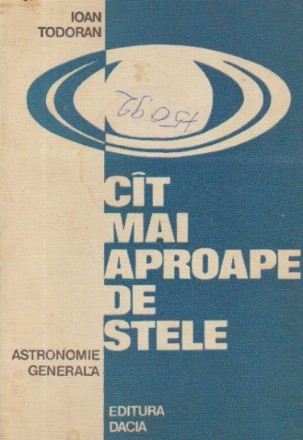 IOAN
TODORAN
CÎT
MAI
APROAPE
DE
STELE
ASTRONOMIE
GENERALĂ
EDITURA
DACIA